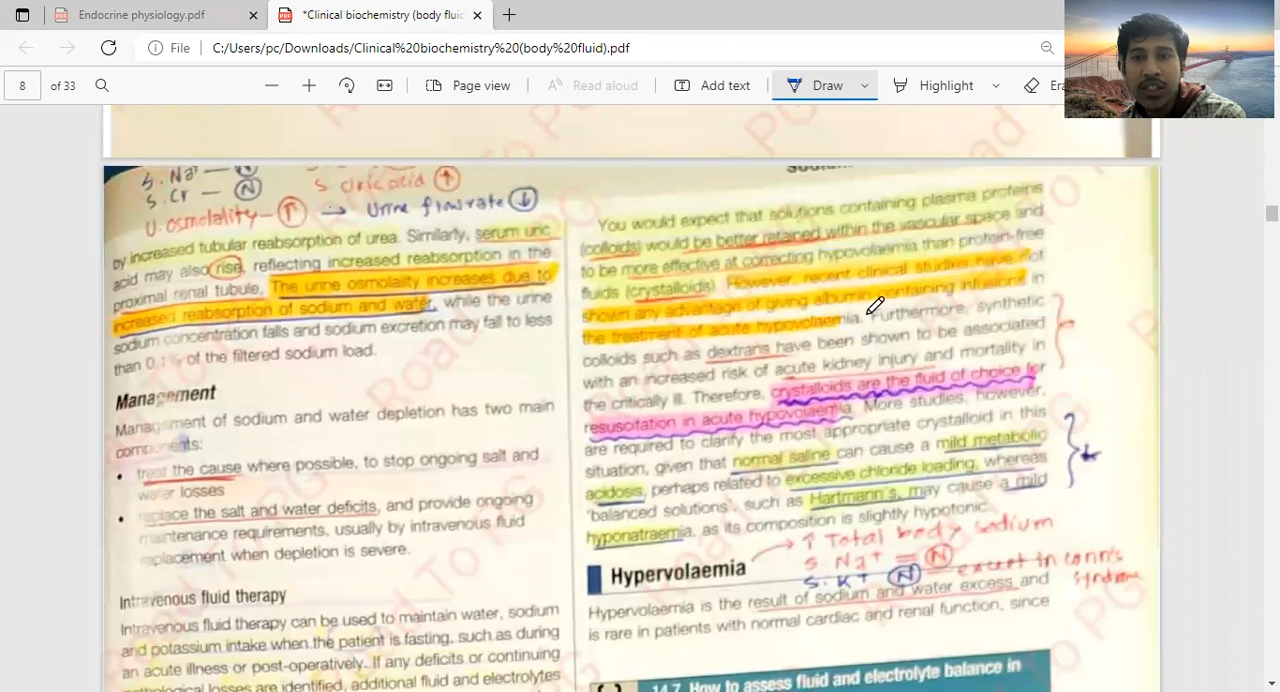 Endocrine physiology.pdf
*Clinical biochemistry (body fluid
File
C:/Users/pc/Downloads/Clinical%20biochemistry%20(body%20fluid).pdf
8 of 33
Page view
Read aloud
Add text
Draw
Highlight
Era
S. Na+ — N
S. Cr — N
S. Uric acid ↑
U. osmolality - ↑ → Urine flow rate ↓
by increased tubular reabsorption of urea. Similarly, serum uric
acid may also rise, reflecting increased reabsorption in the
proximal renal tubule. The urine osmolality increases due to
increased reabsorption of sodium and water, while the urine
sodium concentration falls and sodium excretion may fall to less
than 0.1% of the filtered sodium load.
Management
Management of sodium and water depletion has two main
components:
• treat the cause where possible, to stop ongoing salt and
water losses
• replace the salt and water deficits, and provide ongoing
maintenance requirements, usually by intravenous fluid
replacement when depletion is severe.
Intravenous fluid therapy
Intravenous fluid therapy can be used to maintain water, sodium
and potassium intake when the patient is fasting, such as during
an acute illness or post-operatively. If any deficits or continuing
pathological losses are identified, additional fluid and electrolytes
You would expect that solutions containing plasma proteins
(colloids) would be better retained within the vascular space and
to be more effective at correcting hypovolaemia than protein-free
fluids (crystalloids). However, recent clinical studies have not
shown any advantage of giving albumin-containing infusions in
the treatment of acute hypovolaemia. Furthermore, synthetic
colloids such as dextrans have been shown to be associated
with an increased risk of acute kidney injury and mortality in
the critically ill. Therefore, crystalloids are the fluid of choice for
resuscitation in acute hypovolaemia. More studies, however,
are required to clarify the most appropriate crystalloid in this
situation, given that normal saline can cause a mild metabolic
acidosis, perhaps related to excessive chloride loading, whereas
'balanced solutions', such as Hartmann's, may cause a mild
hyponatraemia, as its composition is slightly hypotonic.
↑ Total body sodium
S. Na+ = N
S. K+ N except in conn's
syndrome
Hypervolaemia
Hypervolaemia is the result of sodium and water excess and
is rare in patients with normal cardiac and renal function, since
14.7 How to assess fluid and electrolyte balance in
Road To PG